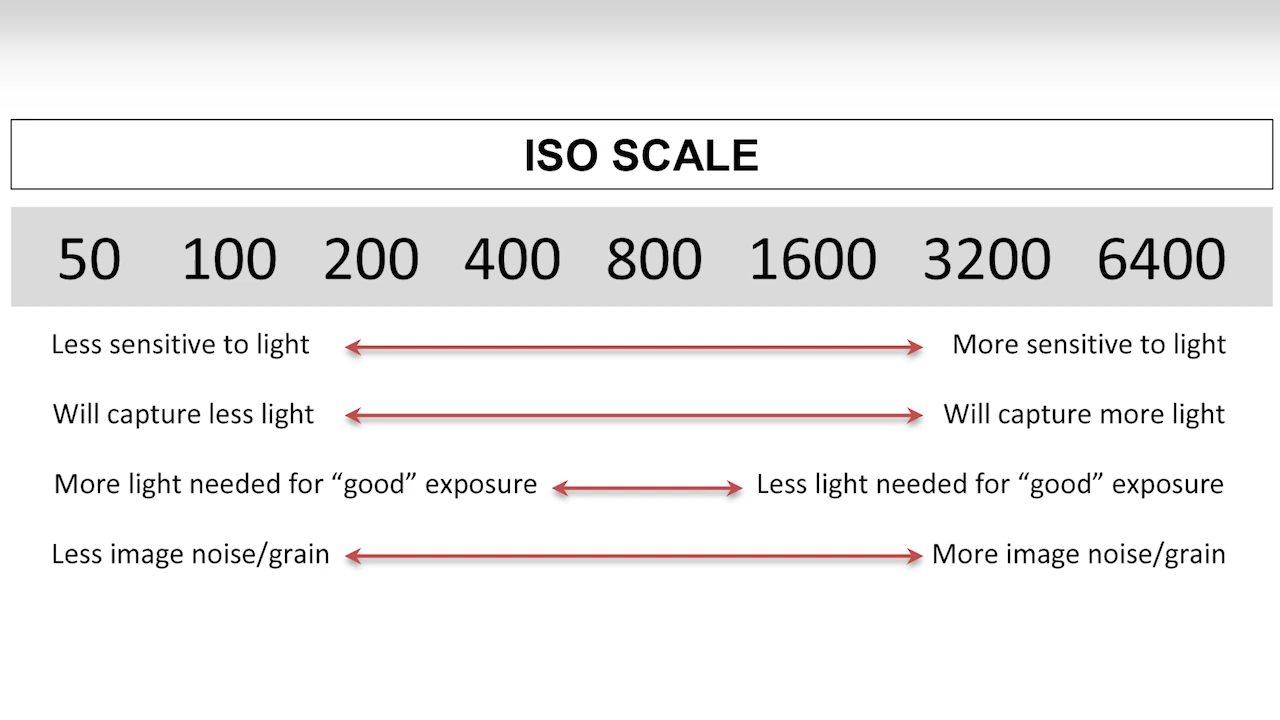 ISO SCALE
50 100 200 400 800 1600 3200 6400
Less sensitive to light More sensitive to light
Will capture less light Will capture more light
More light needed for “good” exposure Less light needed for “good” exposure
Less image noise/grain More image noise/grain